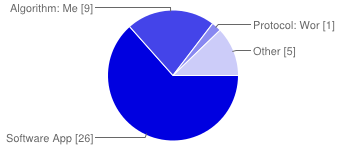 Algorithm: Me [9]
Protocol: Wor [1]
Other [5]
Software App [26]